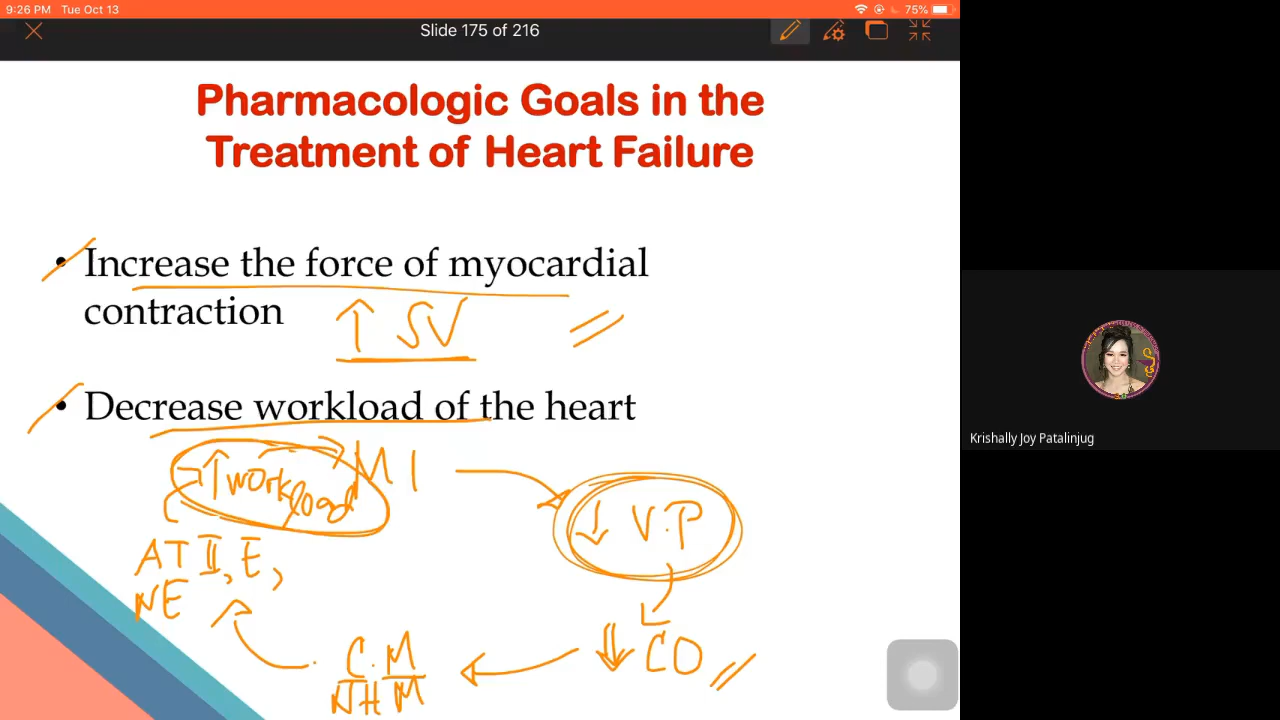 9:26 PM Tue Oct 13 75%
Slide 175 of 216
Pharmacologic Goals in the
Treatment of Heart Failure
• Increase the force of myocardial
contraction ↑ SV
• Decrease workload of the heart
↑ workload M I
↓ V.P
AT II, E,
NE
↓ CO
C.M
NH M
Krishally Joy Patalinjug